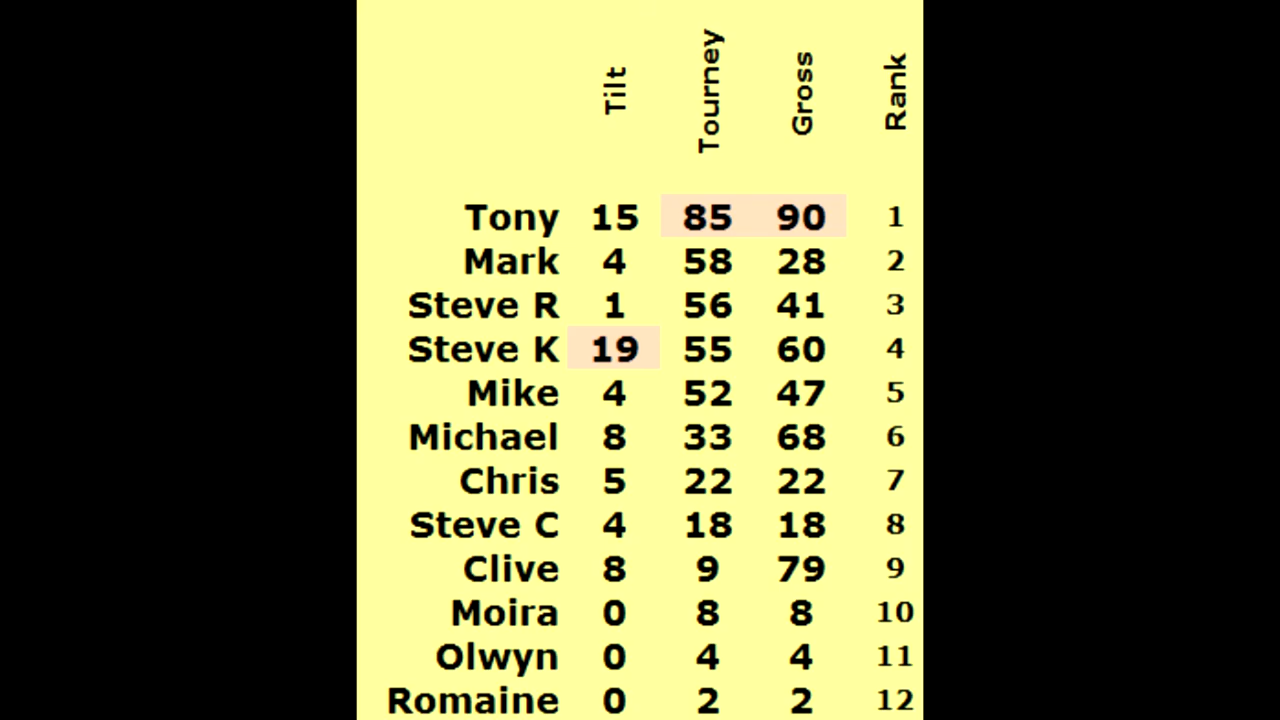 Tilt Tourney Gross Rank
Tony 15 85 90 1
Mark 4 58 28 2
Steve R 1 56 41 3
Steve K 19 55 60 4
Mike 4 52 47 5
Michael 8 33 68 6
Chris 5 22 22 7
Steve C 4 18 18 8
Clive 8 9 79 9
Moira 0 8 8 10
Olwyn 0 4 4 11
Romaine 0 2 2 12